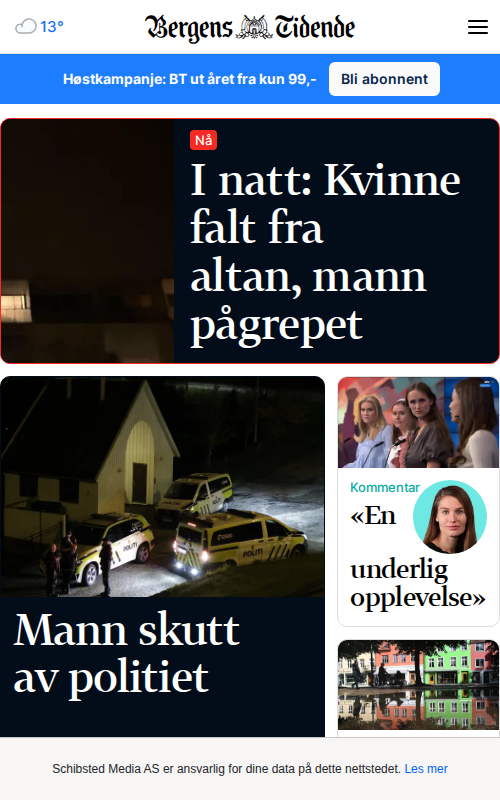 13°
Bergens Tidende
Høstkampanje: BT ut året fra kun 99,-
Bli abonnent
Nå
I natt: Kvinne
falt fra
altan, mann
pågrepet
POLITI
POLITI
Mann skutt
av politiet
Kommentar
«En
underlig
opplevelse»
Schibsted Media AS er ansvarlig for dine data på dette nettstedet. Les mer